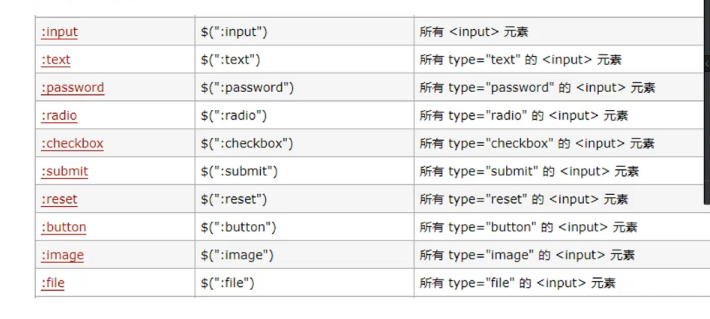 :input $(":input") 所有 <input> 元素
:text $(":text") 所有 type="text" 的 <input> 元素
:password $(":password") 所有 type="password" 的 <input> 元素
:radio $(":radio") 所有 type="radio" 的 <input> 元素
:checkbox $(":checkbox") 所有 type="checkbox" 的 <input> 元素
:submit $(":submit") 所有 type="submit" 的 <input> 元素
:reset $(":reset") 所有 type="reset" 的 <input> 元素
:button $(":button") 所有 type="button" 的 <input> 元素
:image $(":image") 所有 type="image" 的 <input> 元素
:file $(":file") 所有 type="file" 的 <input> 元素